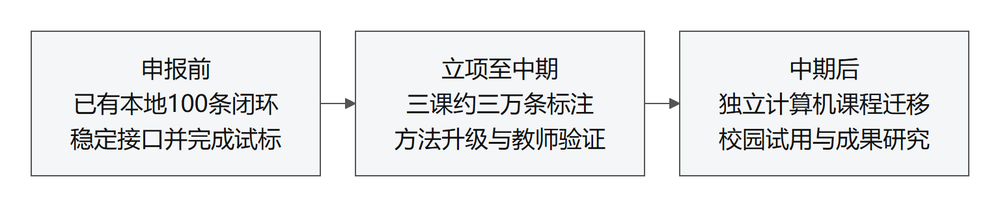 申报前
已有本地100条闭环
稳定接口并完成试标
立项至中期
三课约三万条标注
方法升级与教师验证
中期后
独立计算机课程迁移
校园试用与成果研究